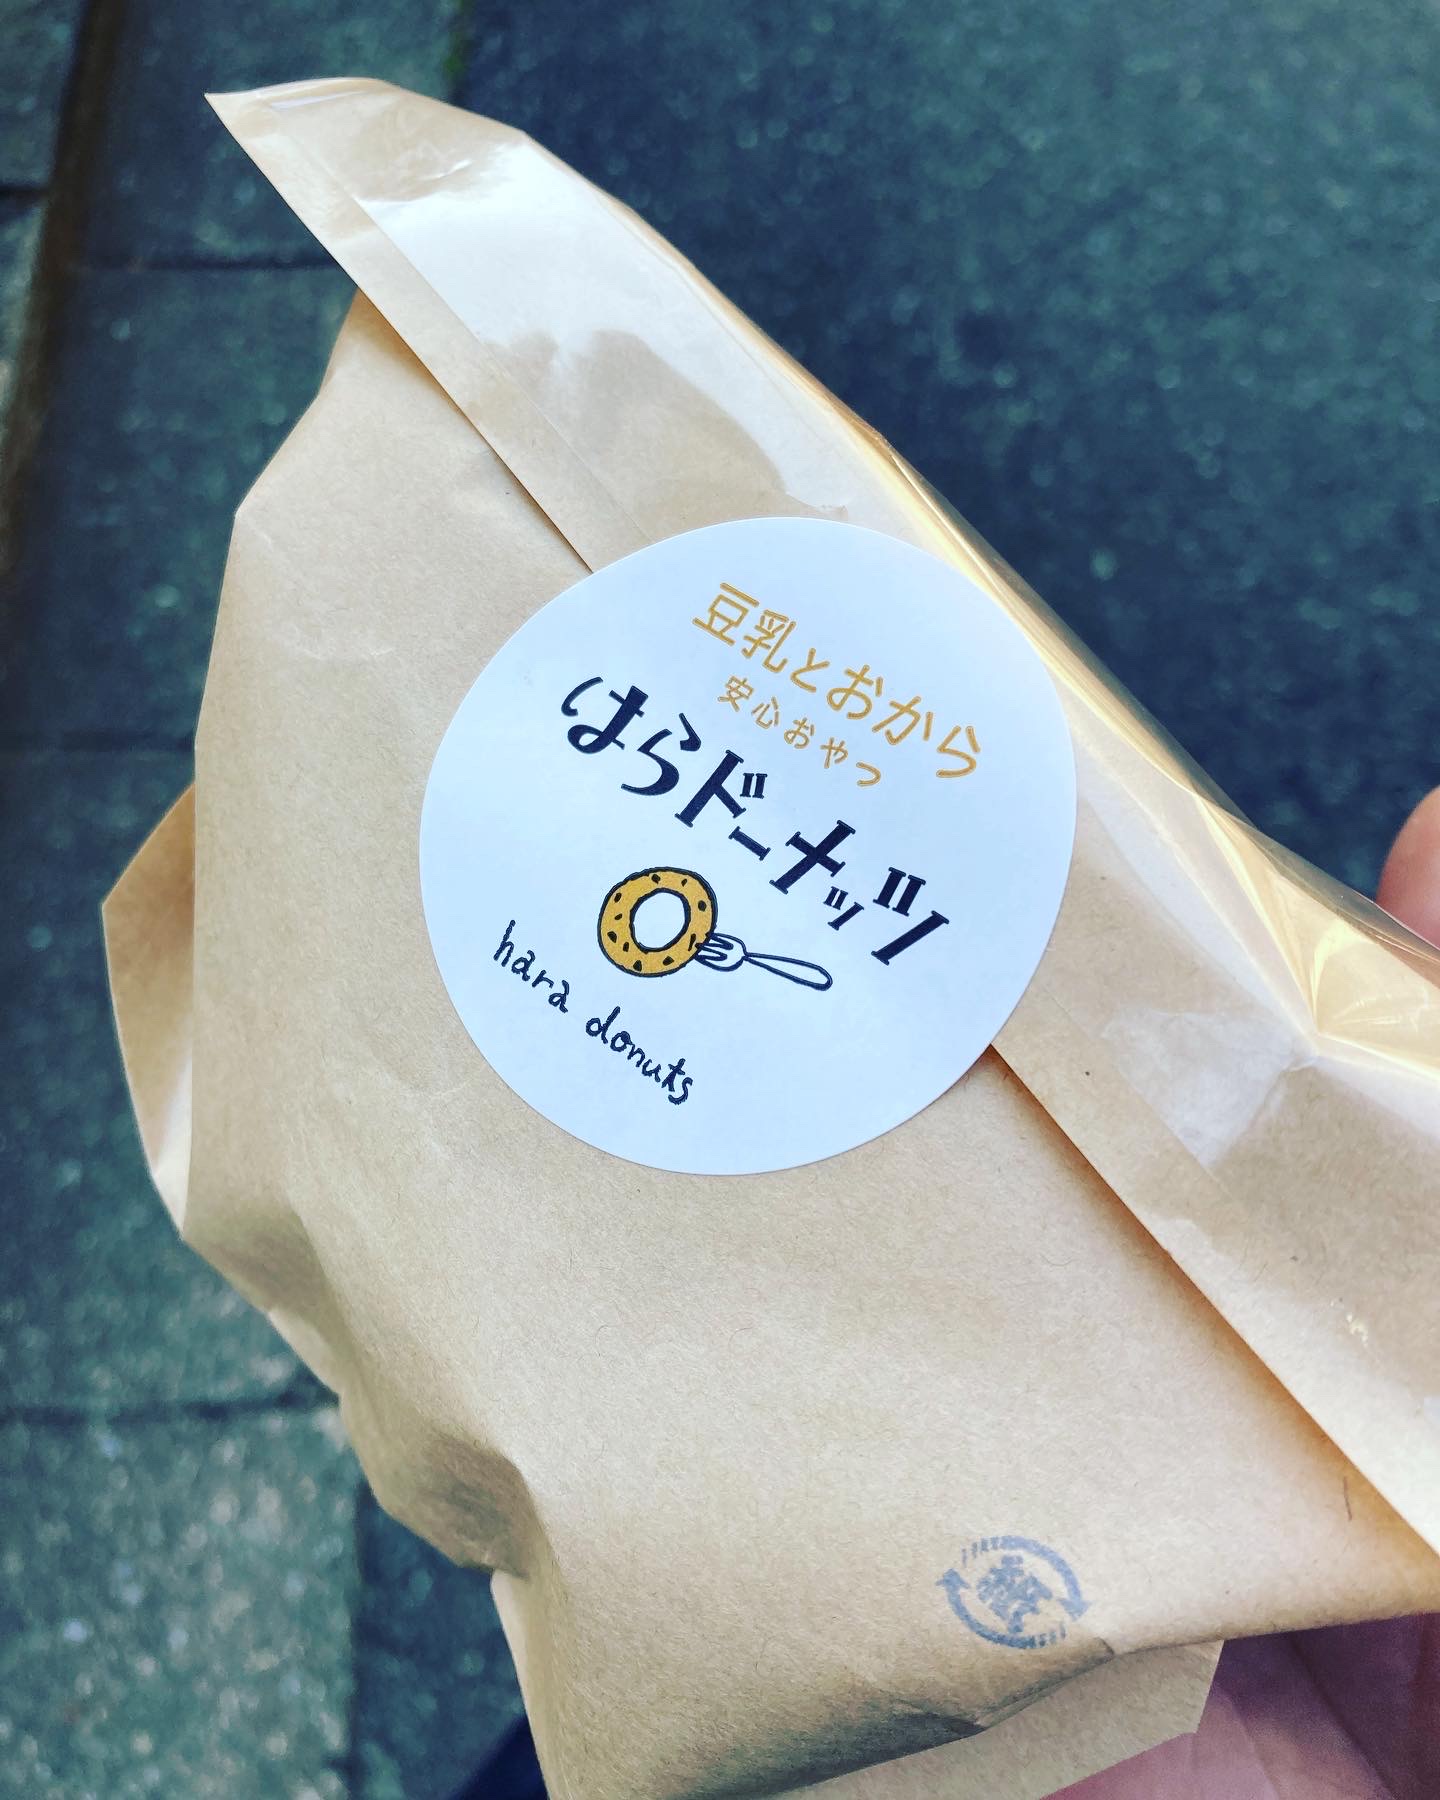 豆乳とおから
安心おやつ
はらドーナッツ
hara donuts
紙